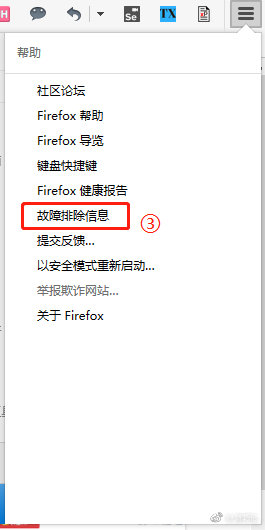 H
Se
TX
帮助
社区论坛
Firefox 帮助
Firefox 导览
键盘快捷键
Firefox 健康报告
故障排除信息
③
提交反馈...
以安全模式重新启动...
举报欺诈网站...
关于 Firefox